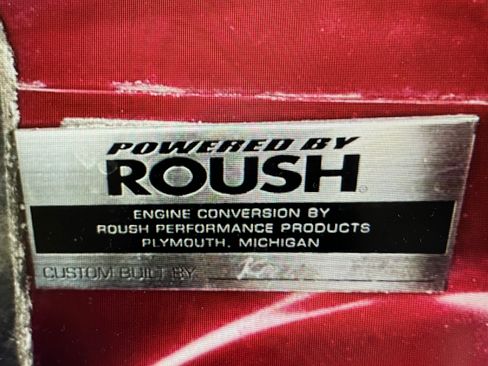 POWERED BY
ROUSH®
ENGINE CONVERSION BY
ROUSH PERFORMANCE PRODUCTS
PLYMOUTH, MICHIGAN
CUSTOM BUILT BY: